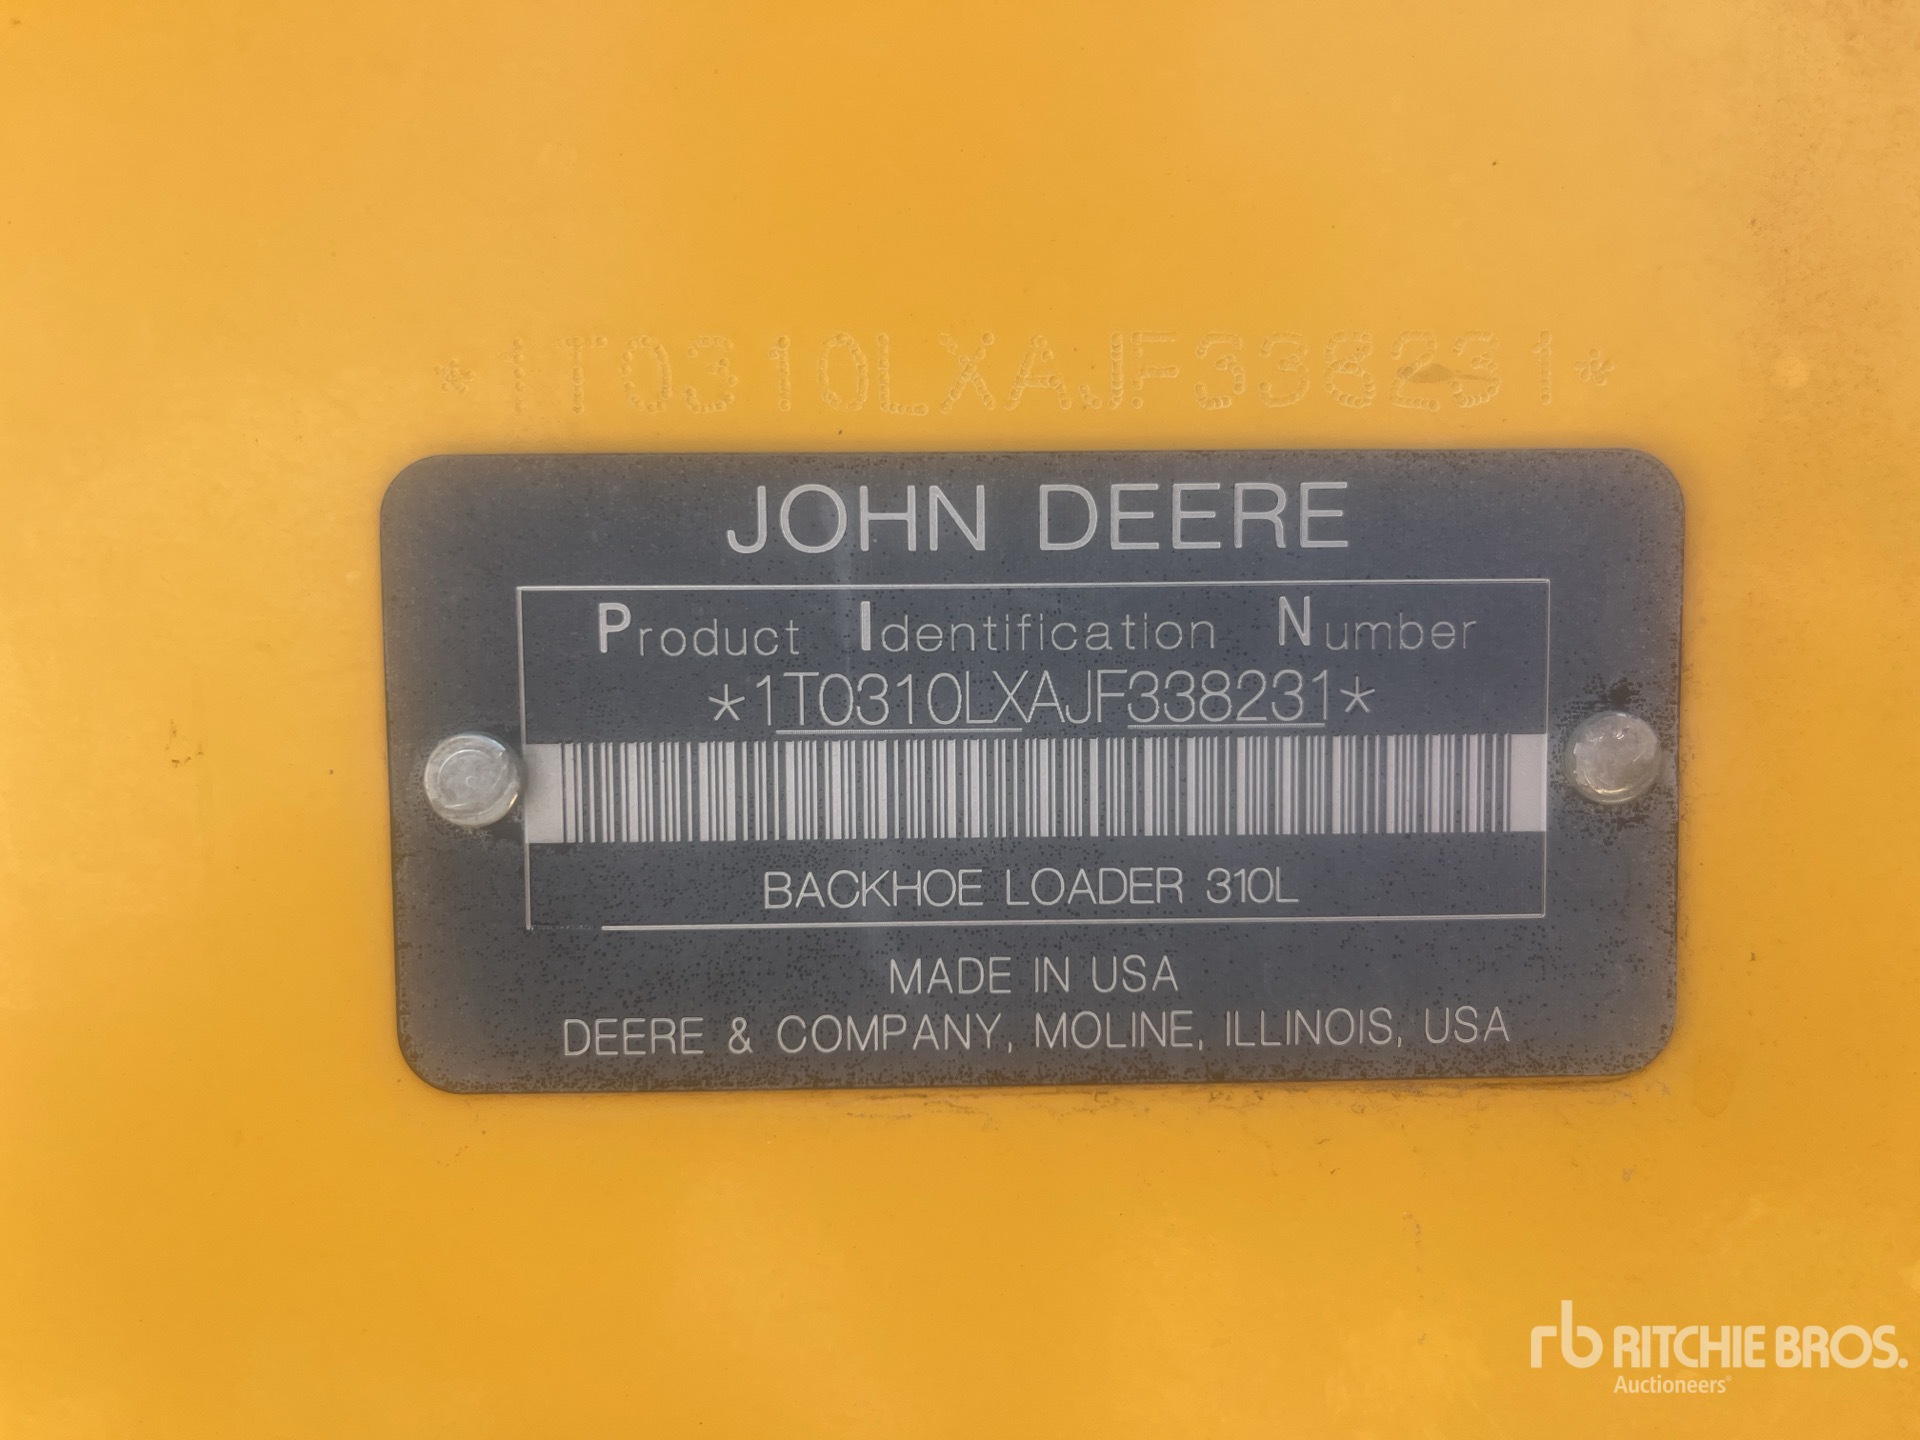 *1T0310LXAJF338231*
JOHN DEERE
Product Identification Number
*1T0310LXAJF338231*
BACKHOE LOADER 310L
MADE IN USA
DEERE & COMPANY, MOLINE, ILLINOIS, USA
rb RITCHIE BROS.
Auctioneers®